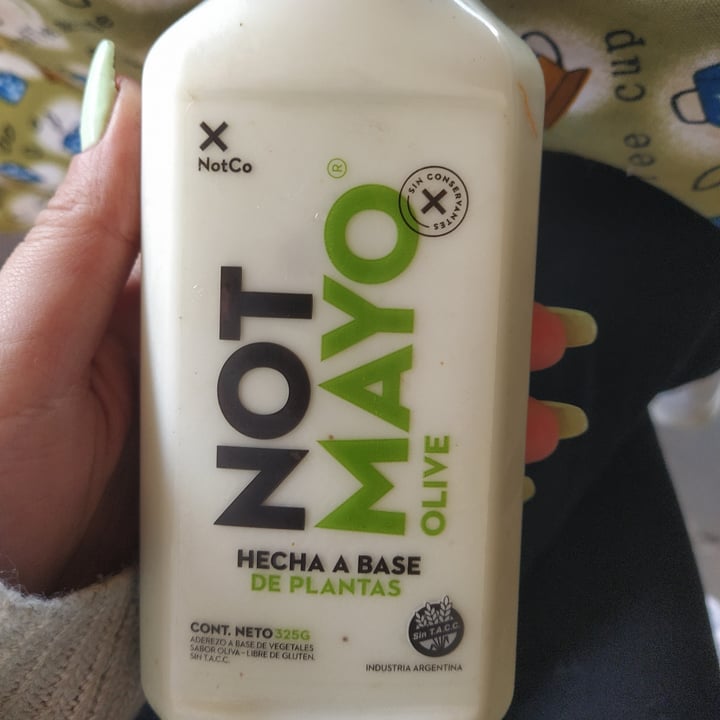 NotCo
SIN CONSERVANTES
NOT
MAYO®
OLIVE
HECHA A BASE
DE PLANTAS
CONT. NETO 325G
ADEREZO A BASE DE VEGETALES
SABOR OLIVA - LIBRE DE GLUTEN.
SIN T.A.C.C.
Sin T.A.C.C.
INDUSTRIA ARGENTINA
cup